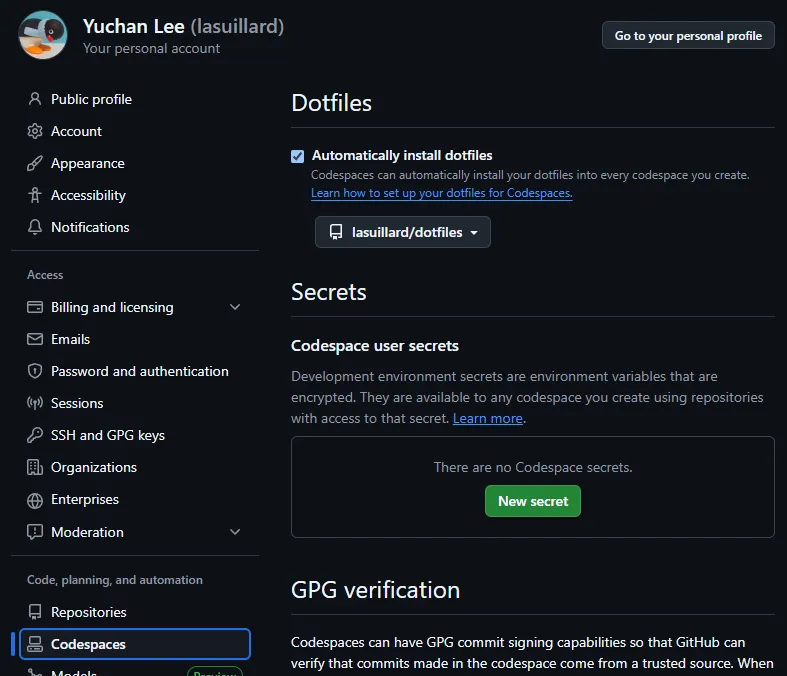 Yuchan Lee (lasuillard)
Your personal account
Go to your personal profile
Public profile
Account
Appearance
Accessibility
Notifications
Access
Billing and licensing
Emails
Password and authentication
Sessions
SSH and GPG keys
Organizations
Enterprises
Moderation
Code, planning, and automation
Repositories
Codespaces
Models
Preview
Dotfiles
Automatically install dotfiles
Codespaces can automatically install your dotfiles into every codespace you create.
Learn how to set up your dotfiles for Codespaces.
lasuillard/dotfiles
Secrets
Codespace user secrets
Development environment secrets are environment variables that are
encrypted. They are available to any codespace you create using repositories
with access to that secret. Learn more.
There are no Codespace secrets.
New secret
GPG verification
Codespaces can have GPG commit signing capabilities so that GitHub can
verify that commits made in the codespace come from a trusted source. When